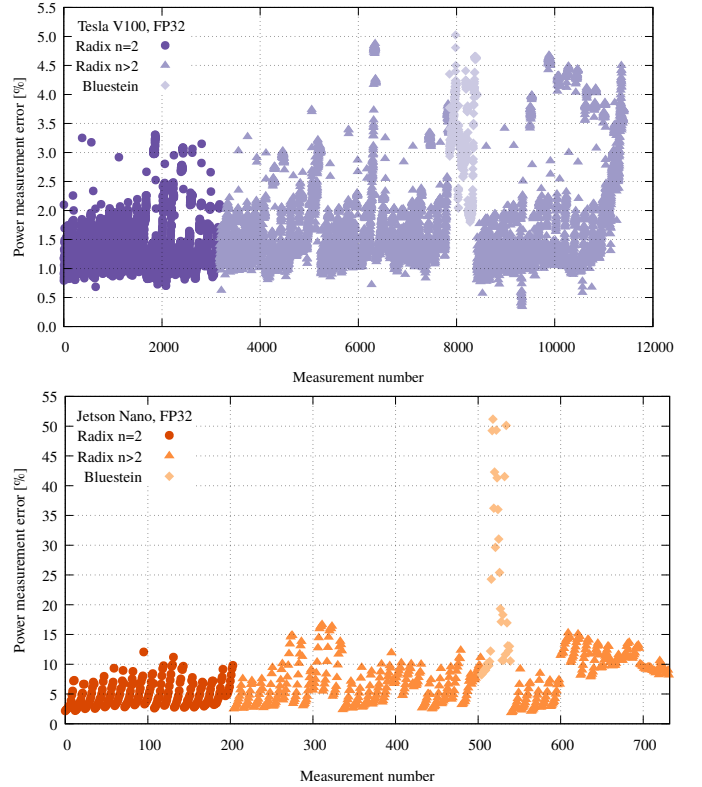 5.5
5.0
4.5
4.0
3.5
3.0
2.5
2.0
1.5
1.0
0.5
0.0
Power measurement error [%]
Tesla V100, FP32
Radix n=2
Radix n>2
Bluestein
0 2000 4000 6000 8000 10000 12000
Measurement number
55
50
45
40
35
30
25
20
15
10
5
0
Power measurement error [%]
Jetson Nano, FP32
Radix n=2
Radix n>2
Bluestein
0 100 200 300 400 500 600 700
Measurement number